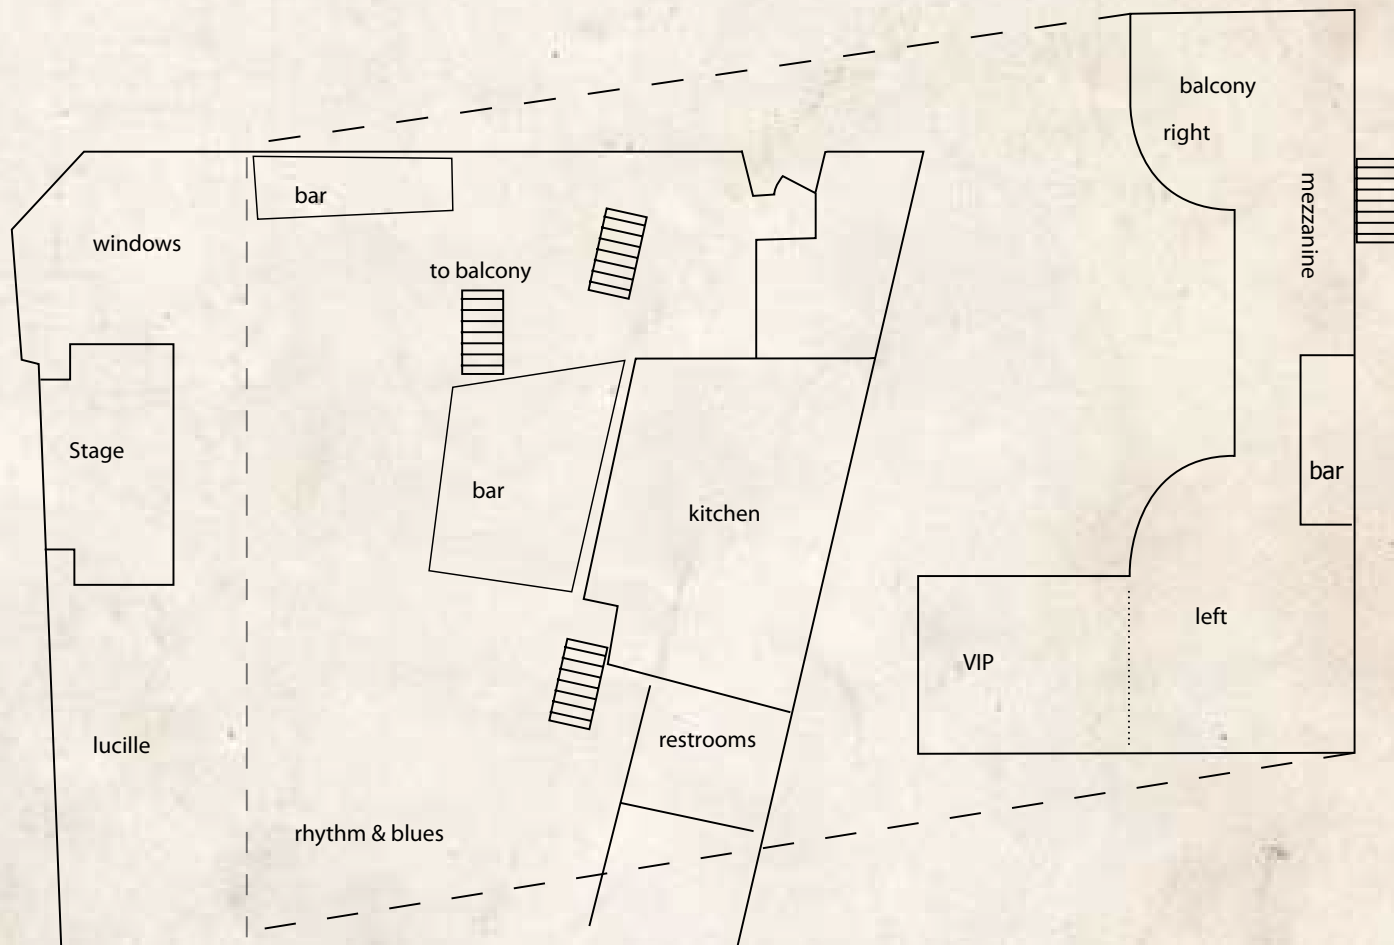 balcony
right
mezzanine
bar
windows
to balcony
Stage
bar
bar
kitchen
left
VIP
restrooms
lucille
rhythm & blues